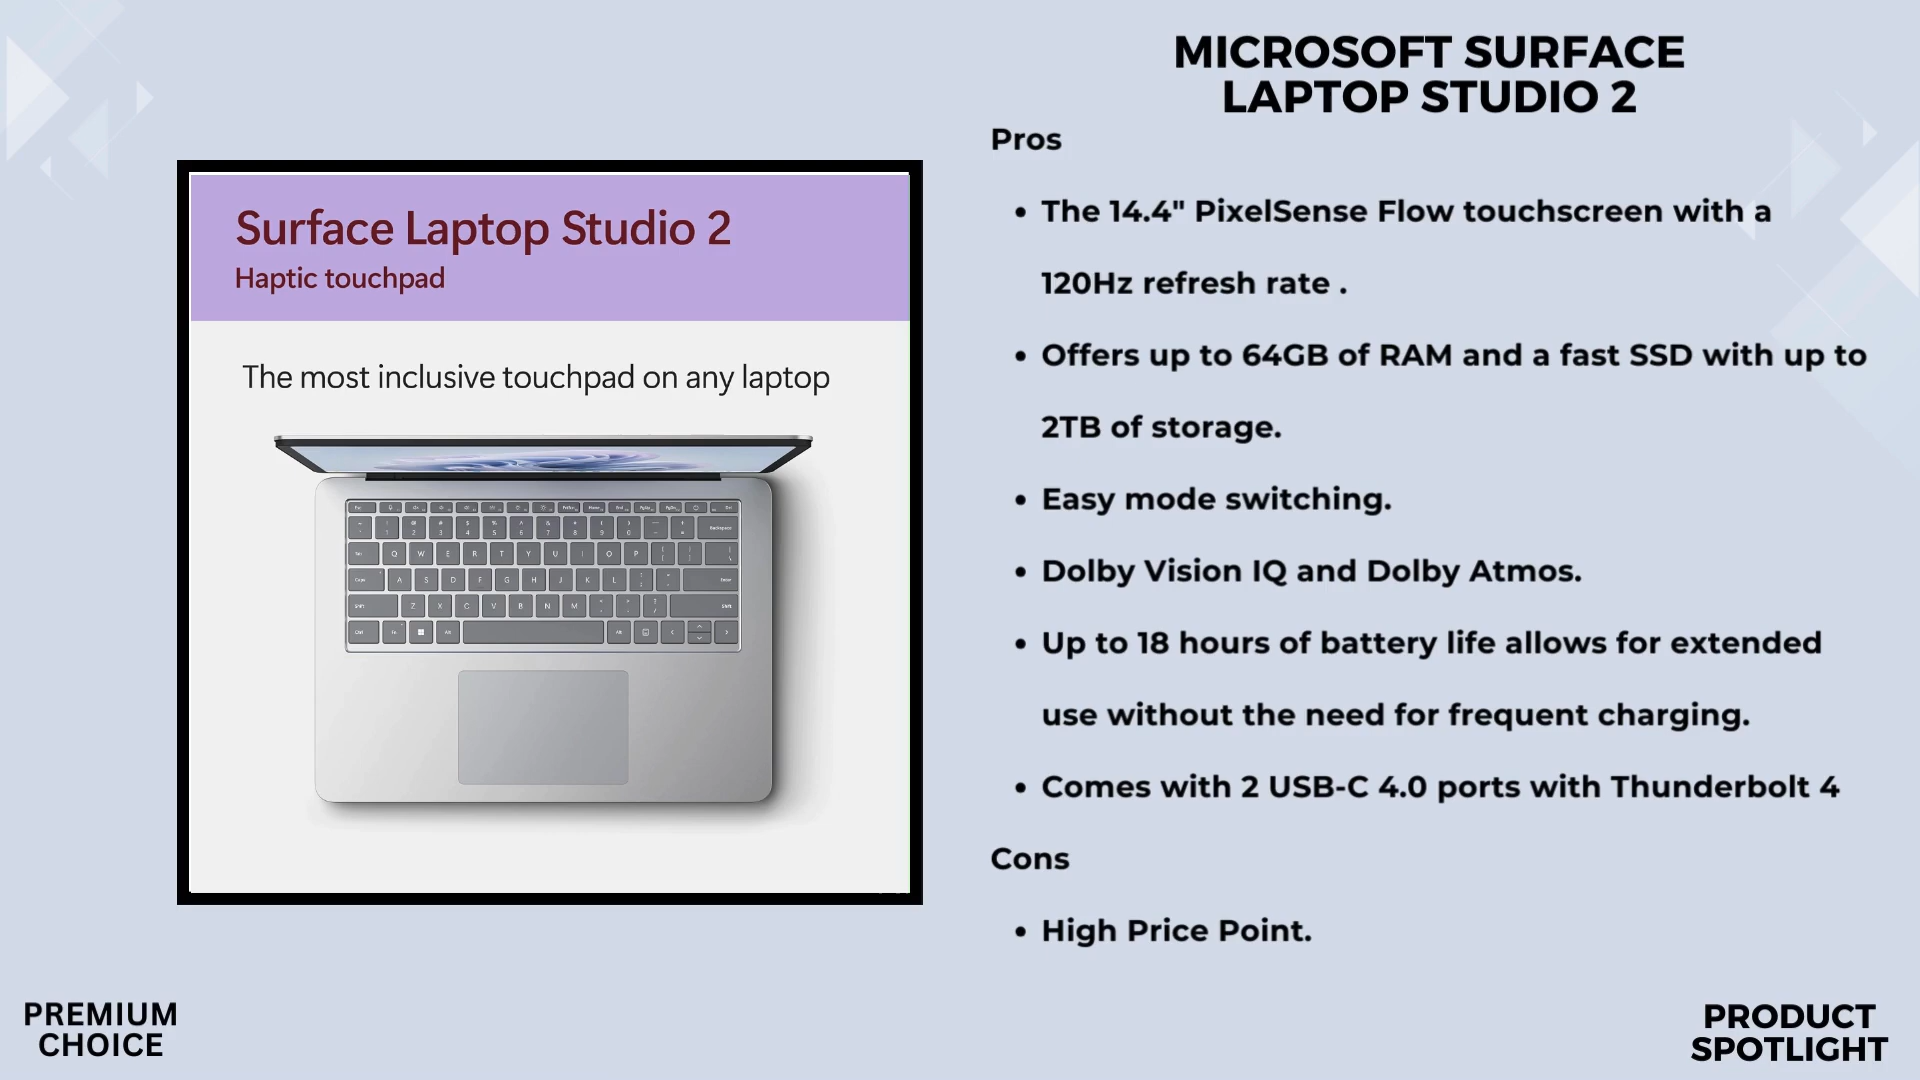 MICROSOFT SURFACE
LAPTOP STUDIO 2
Surface Laptop Studio 2
Haptic touchpad
The most inclusive touchpad on any laptop
Q W E R T Y U I O P
A S D F G H J K L
Z X C V B N M
Pros
• The 14.4" PixelSense Flow touchscreen with a
120Hz refresh rate .
• Offers up to 64GB of RAM and a fast SSD with up to
2TB of storage.
• Easy mode switching.
• Dolby Vision IQ and Dolby Atmos.
• Up to 18 hours of battery life allows for extended
use without the need for frequent charging.
• Comes with 2 USB-C 4.0 ports with Thunderbolt 4
Cons
• High Price Point.
PREMIUM
CHOICE
PRODUCT
SPOTLIGHT